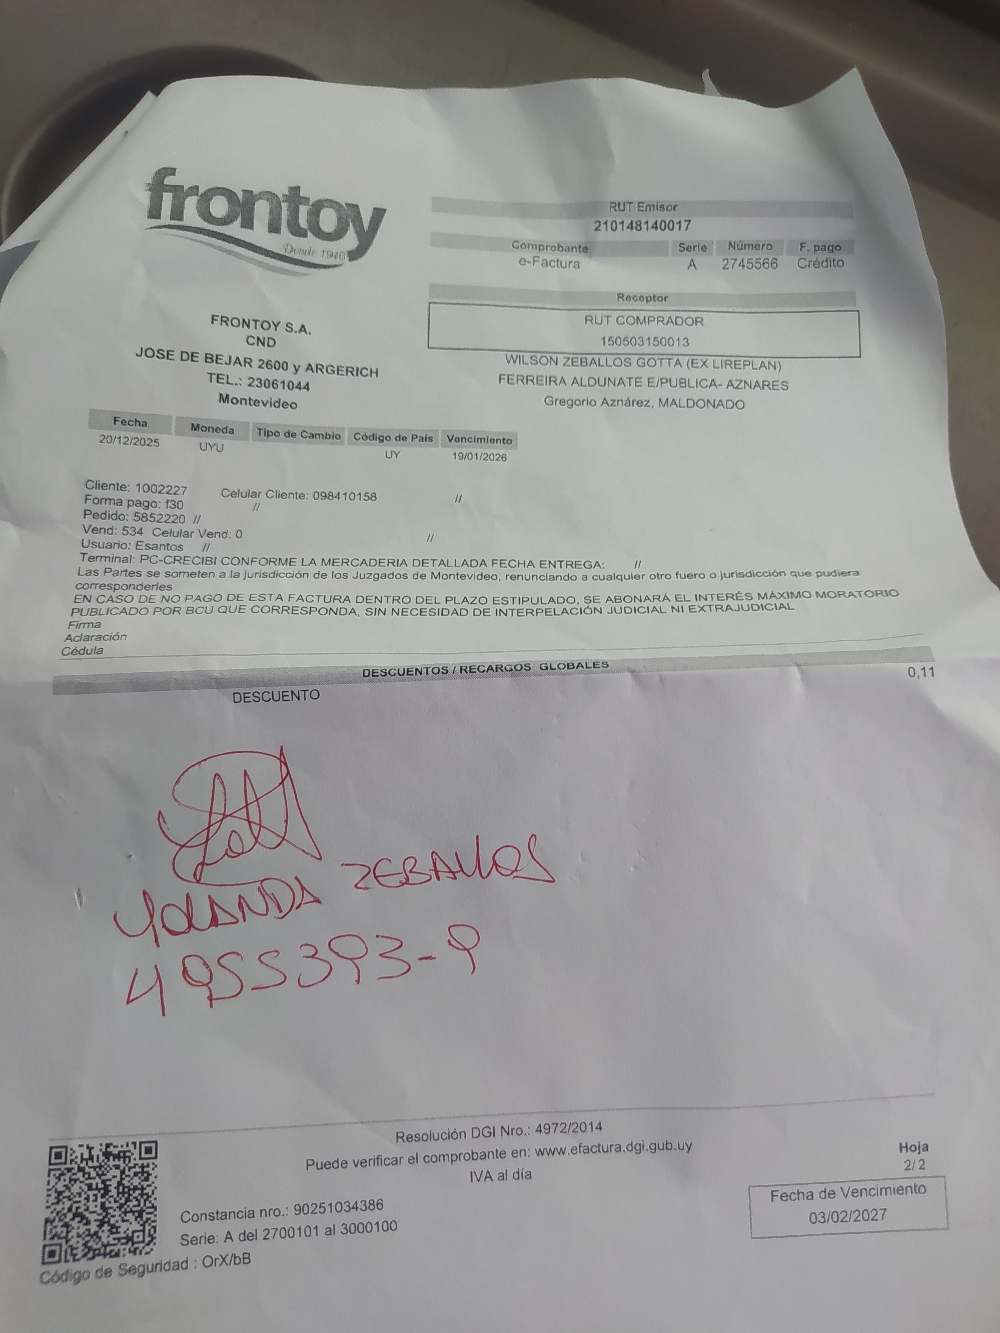 frontoy
Desde 1940
RUT Emisor
210148140017
Comprobante Serie Número F. pago
e-Factura A 2745566 Crédito
Receptor
RUT COMPRADOR
150503150013
WILSON ZEBALLOS GOTTA (EX LIREPLAN)
FERREIRA ALDUNATE E/PUBLICA- AZNARES
Gregorio Aznárez, MALDONADO
FRONTOY S.A.
CND
JOSE DE BEJAR 2600 y ARGERICH
TEL.: 23061044
Montevideo
Fecha Moneda Tipo de Cambio Código de País Vencimiento
20/12/2025 UYU UY 19/01/2026
Cliente: 1002227 Celular Cliente: 098410158 //
Forma pago: f30 //
Pedido: 5852220 //
Vend: 534 Celular Vend: 0 //
Usuario: Esantos //
Terminal: PC-CRECIBI CONFORME LA MERCADERIA DETALLADA FECHA ENTREGA: //
Las Partes se someten a la jurisdicción de los Juzgados de Montevideo, renunciando a cualquier otro fuero o jurisdicción que pudiera
corresponderles
EN CASO DE NO PAGO DE ESTA FACTURA DENTRO DEL PLAZO ESTIPULADO, SE ABONARÁ EL INTERÉS MÁXIMO MORATORIO
PUBLICADO POR BCU QUE CORRESPONDA, SIN NECESIDAD DE INTERPELACIÓN JUDICIAL NI EXTRAJUDICIAL
Firma
Aclaración
Cédula
DESCUENTOS / RECARGOS GLOBALES
DESCUENTO 0,11
YOLANDA ZEBALLOS
4955393-9
Resolución DGI Nro.: 4972/2014
Puede verificar el comprobante en: www.efactura.dgi.gub.uy
IVA al día
Hoja
2/ 2
Fecha de Vencimiento
03/02/2027
Constancia nro.: 90251034386
Serie: A del 2700101 al 3000100
Código de Seguridad : OrX/bB